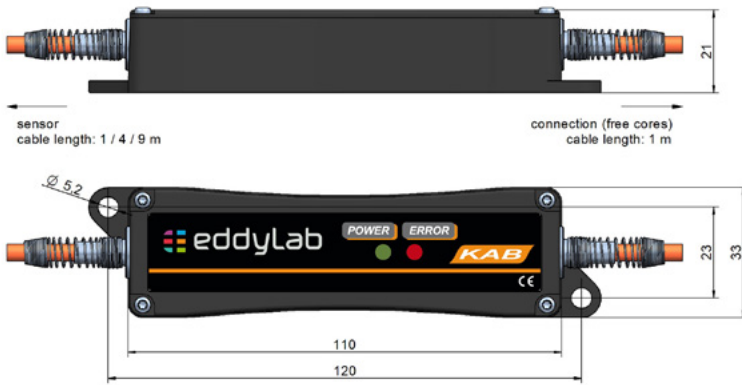 21
sensor
cable length: 1 / 4 / 9 m
connection (free cores)
cable length: 1 m
Ø 5,2
eddyLab
POWER ERROR
KAB
CE
23
33
110
120